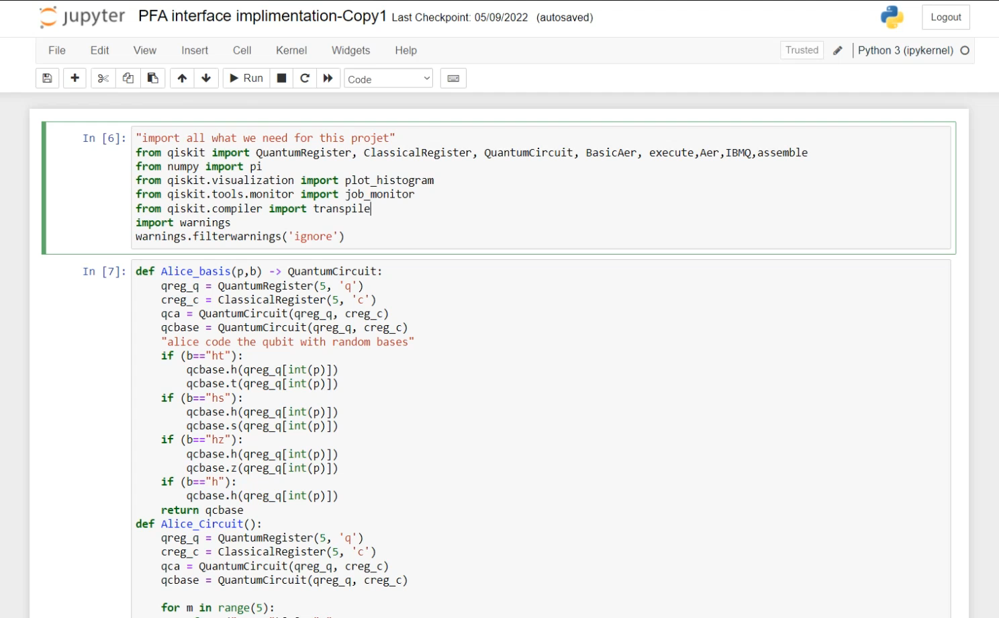 jupyter PFA interface implimentation-Copy1 Last Checkpoint: 05/09/2022 (autosaved) Logout
File Edit View Insert Cell Kernel Widgets Help Trusted Python 3 (ipykernel)
Run Code
In [6]: "import all what we need for this projet"
from qiskit import QuantumRegister, ClassicalRegister, QuantumCircuit, BasicAer, execute,Aer,IBMQ,assemble
from numpy import pi
from qiskit.visualization import plot_histogram
from qiskit.tools.monitor import job_monitor
from qiskit.compiler import transpile
import warnings
warnings.filterwarnings('ignore')
In [7]: def Alice_basis(p,b) -> QuantumCircuit:
    qreg_q = QuantumRegister(5, 'q')
    creg_c = ClassicalRegister(5, 'c')
    qca = QuantumCircuit(qreg_q, creg_c)
    qcbase = QuantumCircuit(qreg_q, creg_c)
    "alice code the qubit with random bases"
    if (b=="ht"):
        qcbase.h(qreg_q[int(p)])
        qcbase.t(qreg_q[int(p)])
    if (b=="hs"):
        qcbase.h(qreg_q[int(p)])
        qcbase.s(qreg_q[int(p)])
    if (b=="hz"):
        qcbase.h(qreg_q[int(p)])
        qcbase.z(qreg_q[int(p)])
    if (b=="h"):
        qcbase.h(qreg_q[int(p)])
    return qcbase
def Alice_Circuit():
    qreg_q = QuantumRegister(5, 'q')
    creg_c = ClassicalRegister(5, 'c')
    qca = QuantumCircuit(qreg_q, creg_c)
    qcbase = QuantumCircuit(qreg_q, creg_c)
    for m in range(5):